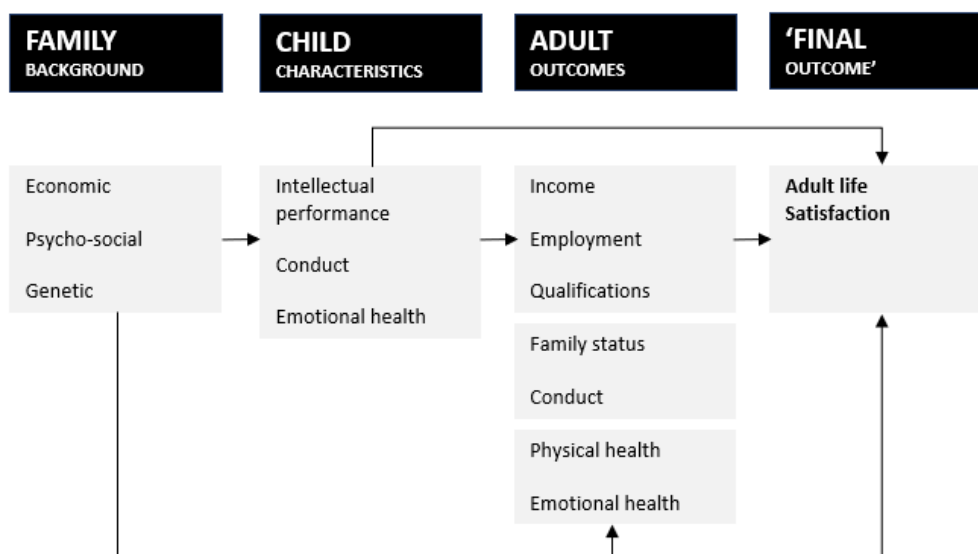 FAMILY
BACKGROUND
CHILD
CHARACTERISTICS
ADULT
OUTCOMES
‘FINAL
OUTCOME’
Economic
Psycho-social
Genetic
Intellectual
performance
Conduct
Emotional health
Income
Employment
Qualifications
Family status
Conduct
Physical health
Emotional health
Adult life
Satisfaction